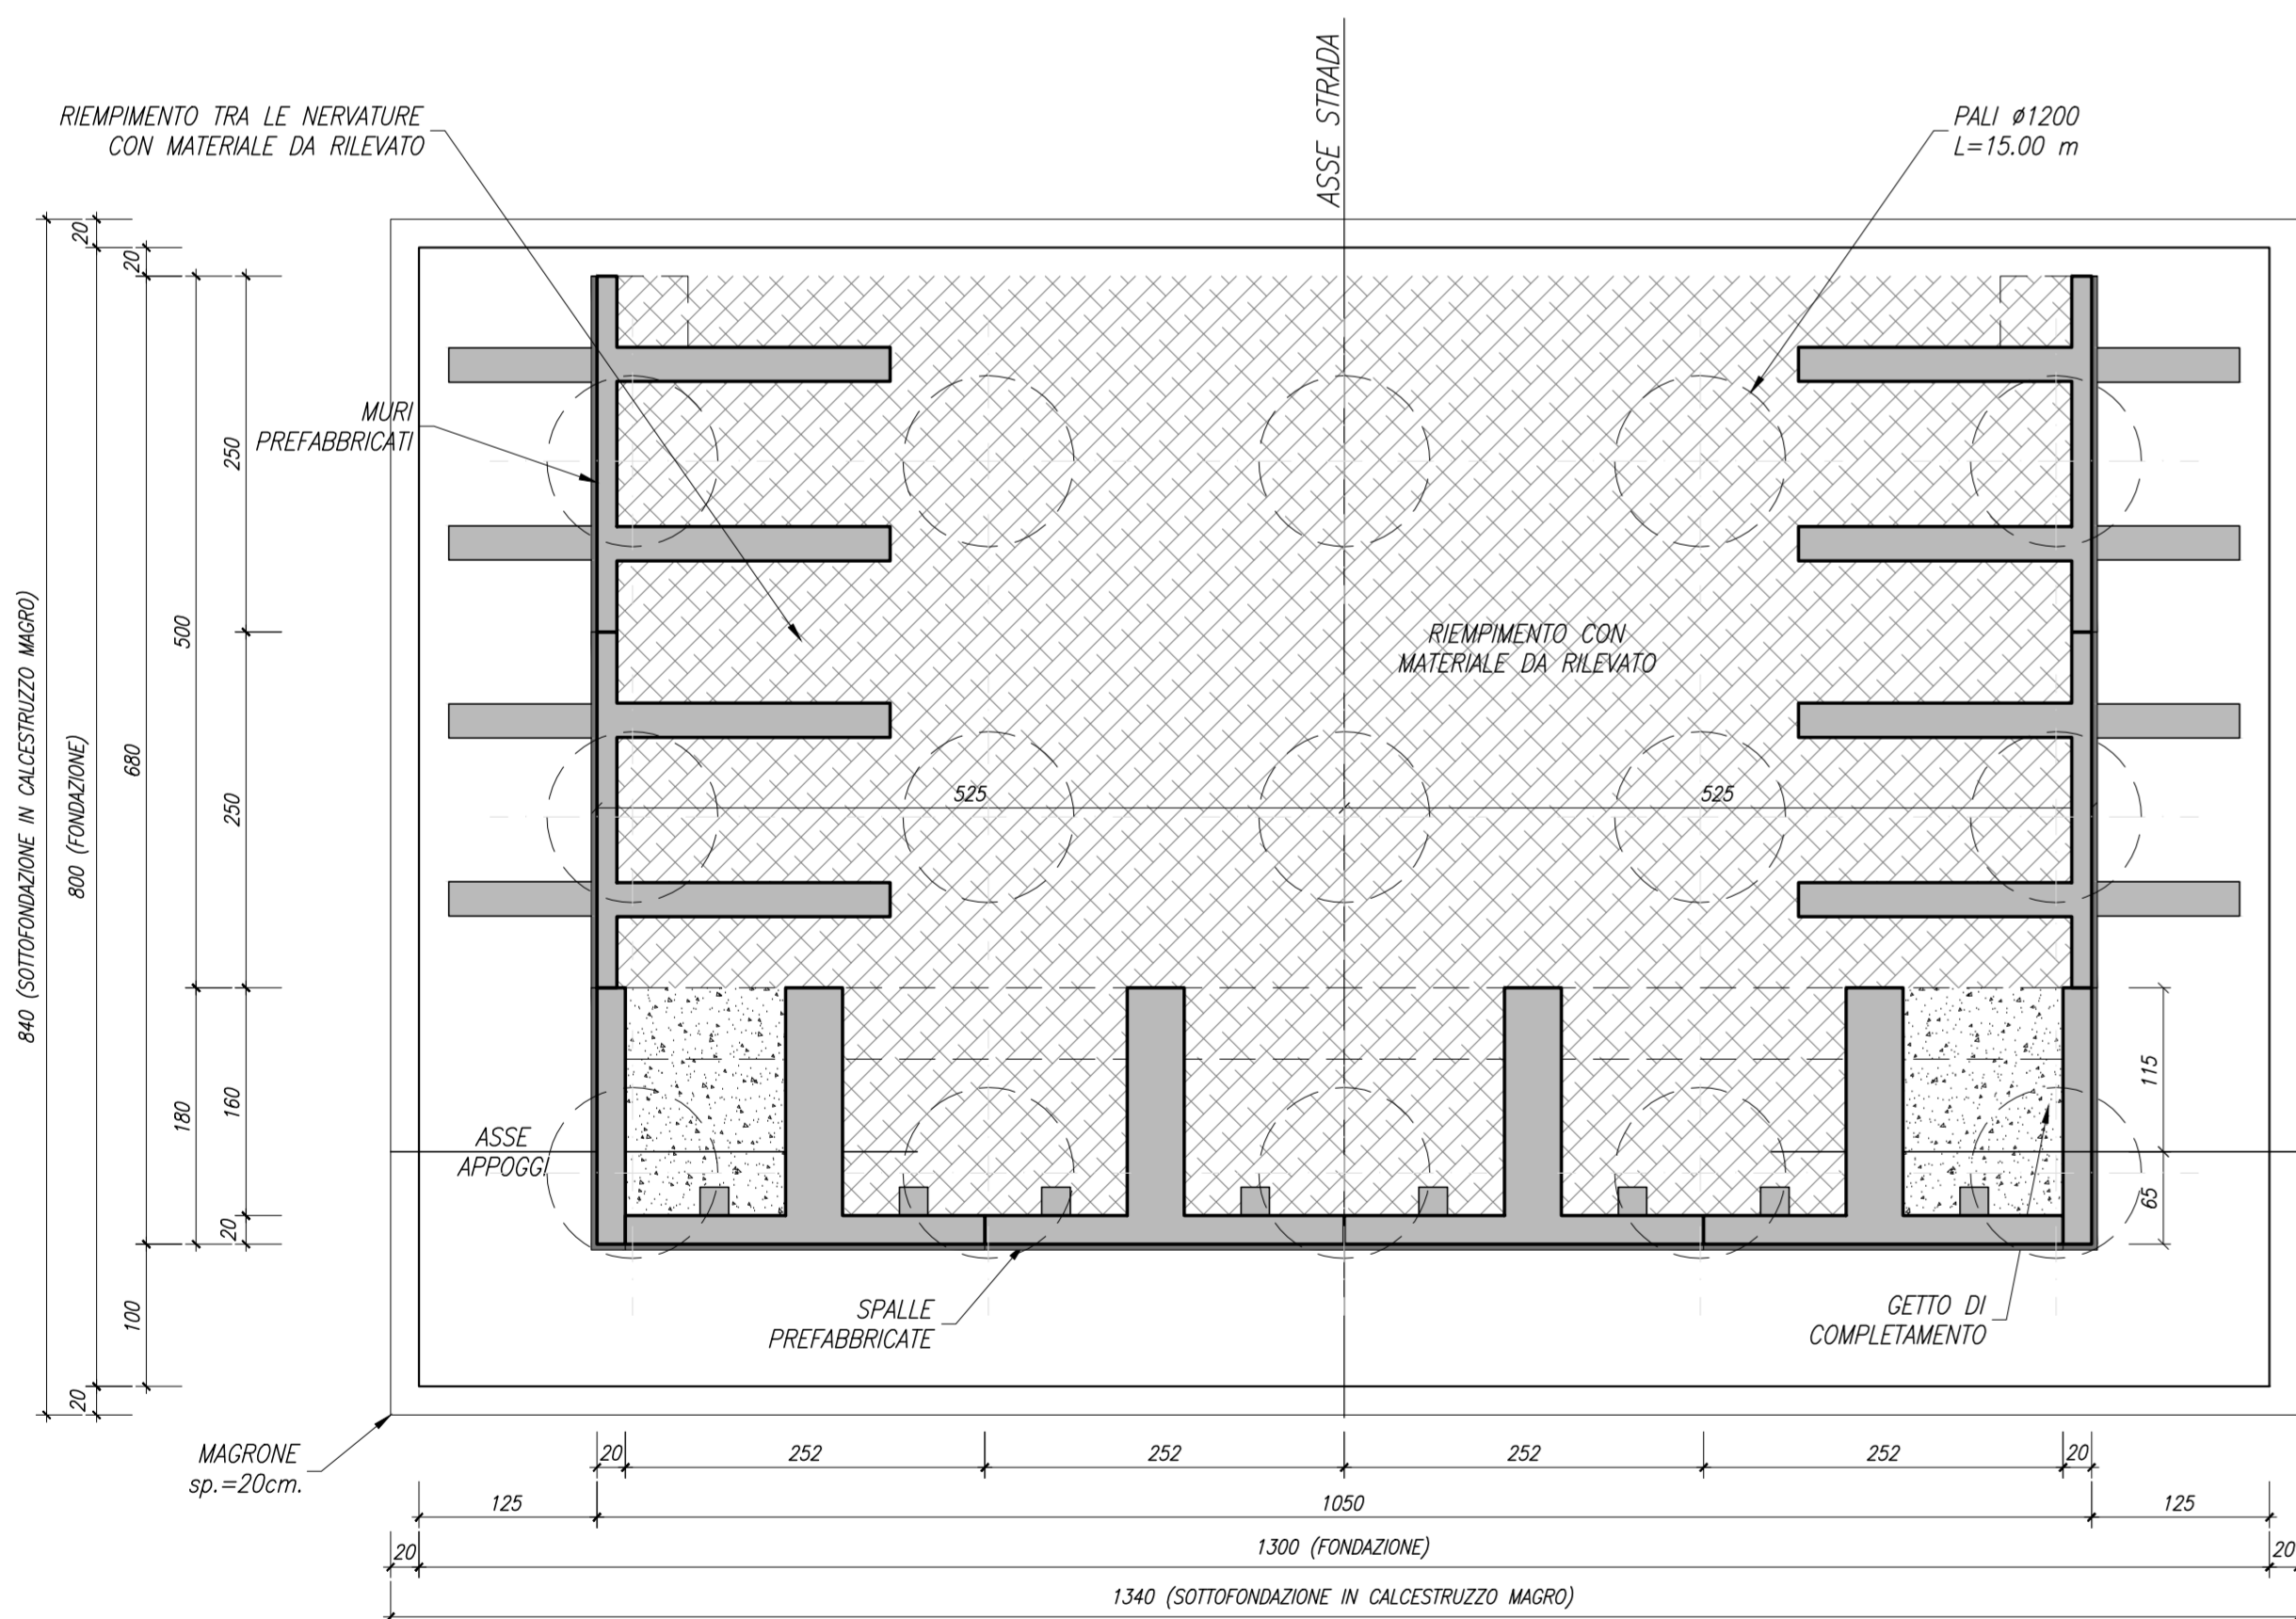 ASSE STRADA
RIEMPIMENTO TRA LE NERVATURE
CON MATERIALE DA RILEVATO
PALI ø1200
L=15.00 m
MURI
PREFABBRICATI
RIEMPIMENTO CON
MATERIALE DA RILEVATO
525
525
ASSE
APPOGGI
SPALLE
PREFABBRICATE
GETTO DI
COMPLETAMENTO
MAGRONE
sp.=20cm.
840 (SOTTOFONDAZIONE IN CALCESTRUZZO MAGRO)
20
800 (FONDAZIONE)
20
20
680
100
500
180
250
250
160
20
115
65
20
252
252
252
252
20
125
1050
125
20
1300 (FONDAZIONE)
20
1340 (SOTTOFONDAZIONE IN CALCESTRUZZO MAGRO)